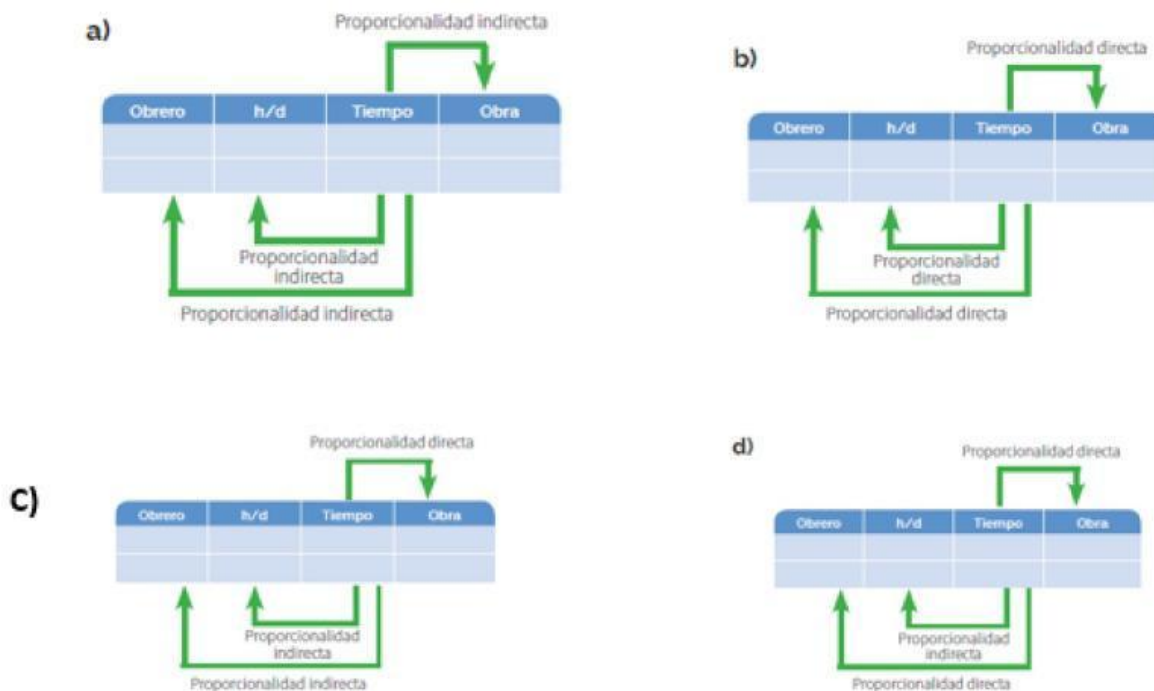 a)
Proporcionalidad indirecta
Obrero h/d Tiempo Obra
Proporcionalidad
indirecta
Proporcionalidad indirecta
b)
Proporcionalidad directa
Obrero h/d Tiempo Obra
Proporcionalidad
directa
Proporcionalidad directa
c)
Proporcionalidad directa
Obrero h/d Tiempo Obra
Proporcionalidad
indirecta
Proporcionalidad indirecta
d)
Proporcionalidad directa
Obrero h/d Tiempo Obra
Proporcionalidad
indirecta
Proporcionalidad directa